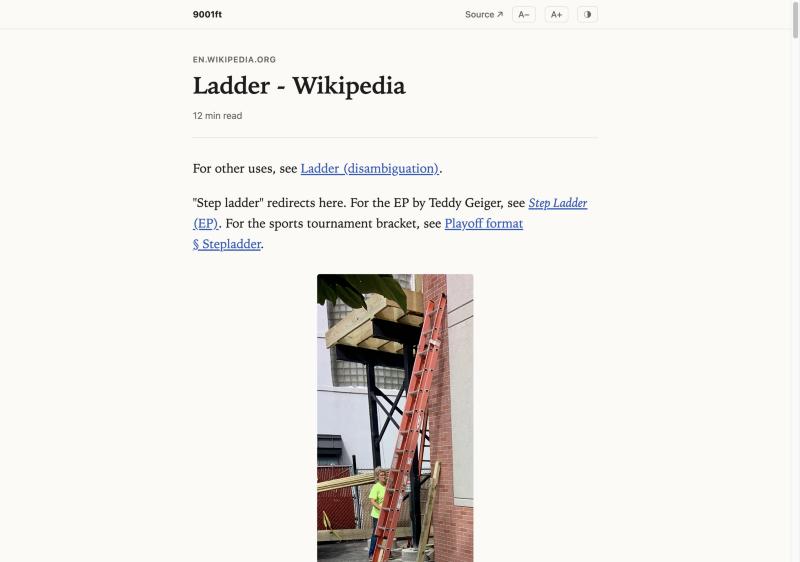 9001ft
Source ↗
A−
A+
EN.WIKIPEDIA.ORG
Ladder - Wikipedia
12 min read
For other uses, see Ladder (disambiguation).
"Step ladder" redirects here. For the EP by Teddy Geiger, see Step Ladder
(EP). For the sports tournament bracket, see Playoff format
§ Stepladder.